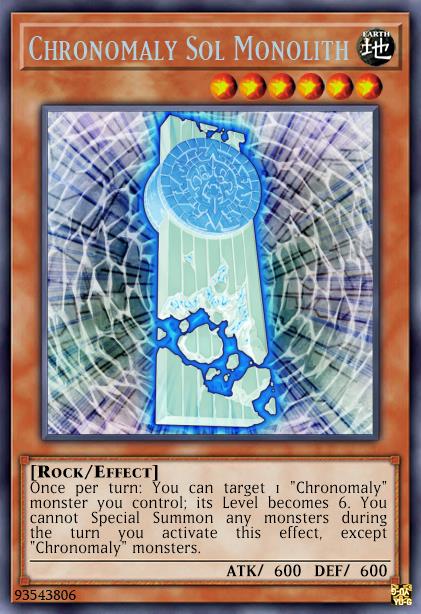 CHRONOMALY SOL MONOLITH
EARTH
地
[ROCK/EFFECT]
Once per turn: You can target 1 "Chronomaly"
monster you control; its Level becomes 6. You
cannot Special Summon any monsters during
the turn you activate this effect, except
"Chronomaly" monsters.
ATK/ 600 DEF/ 600
93543806